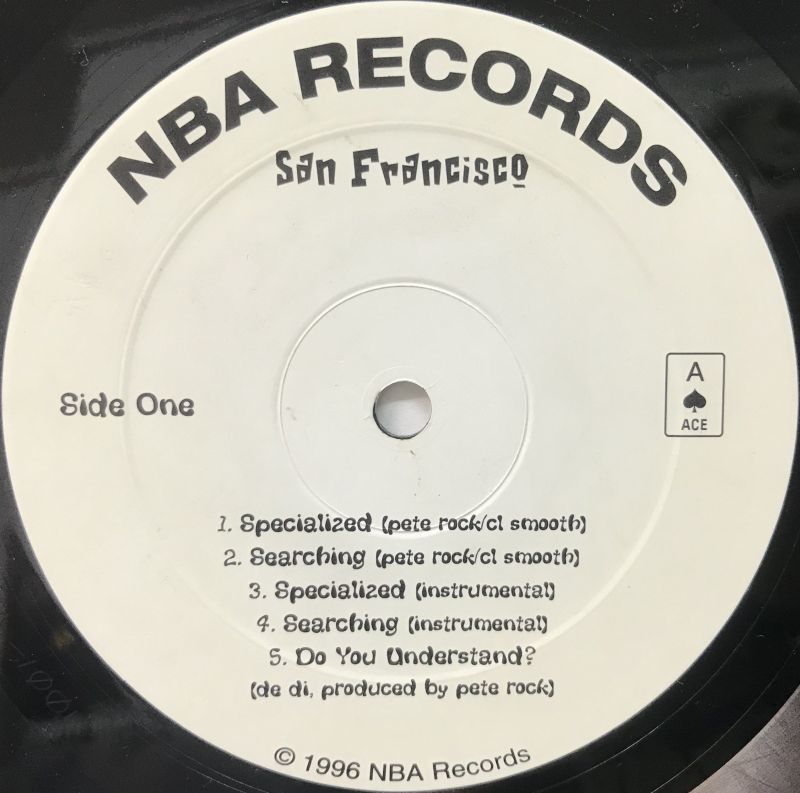 NBA RECORDS
San Francisco
Side One
A
ACE
1. Specialized (pete rock/cl smooth)
2. Searching (pete rock/cl smooth)
3. Specialized (instrumental)
4. Searching (instrumental)
5. Do You Understand?
(de di, produced by pete rock)
© 1996 NBA Records